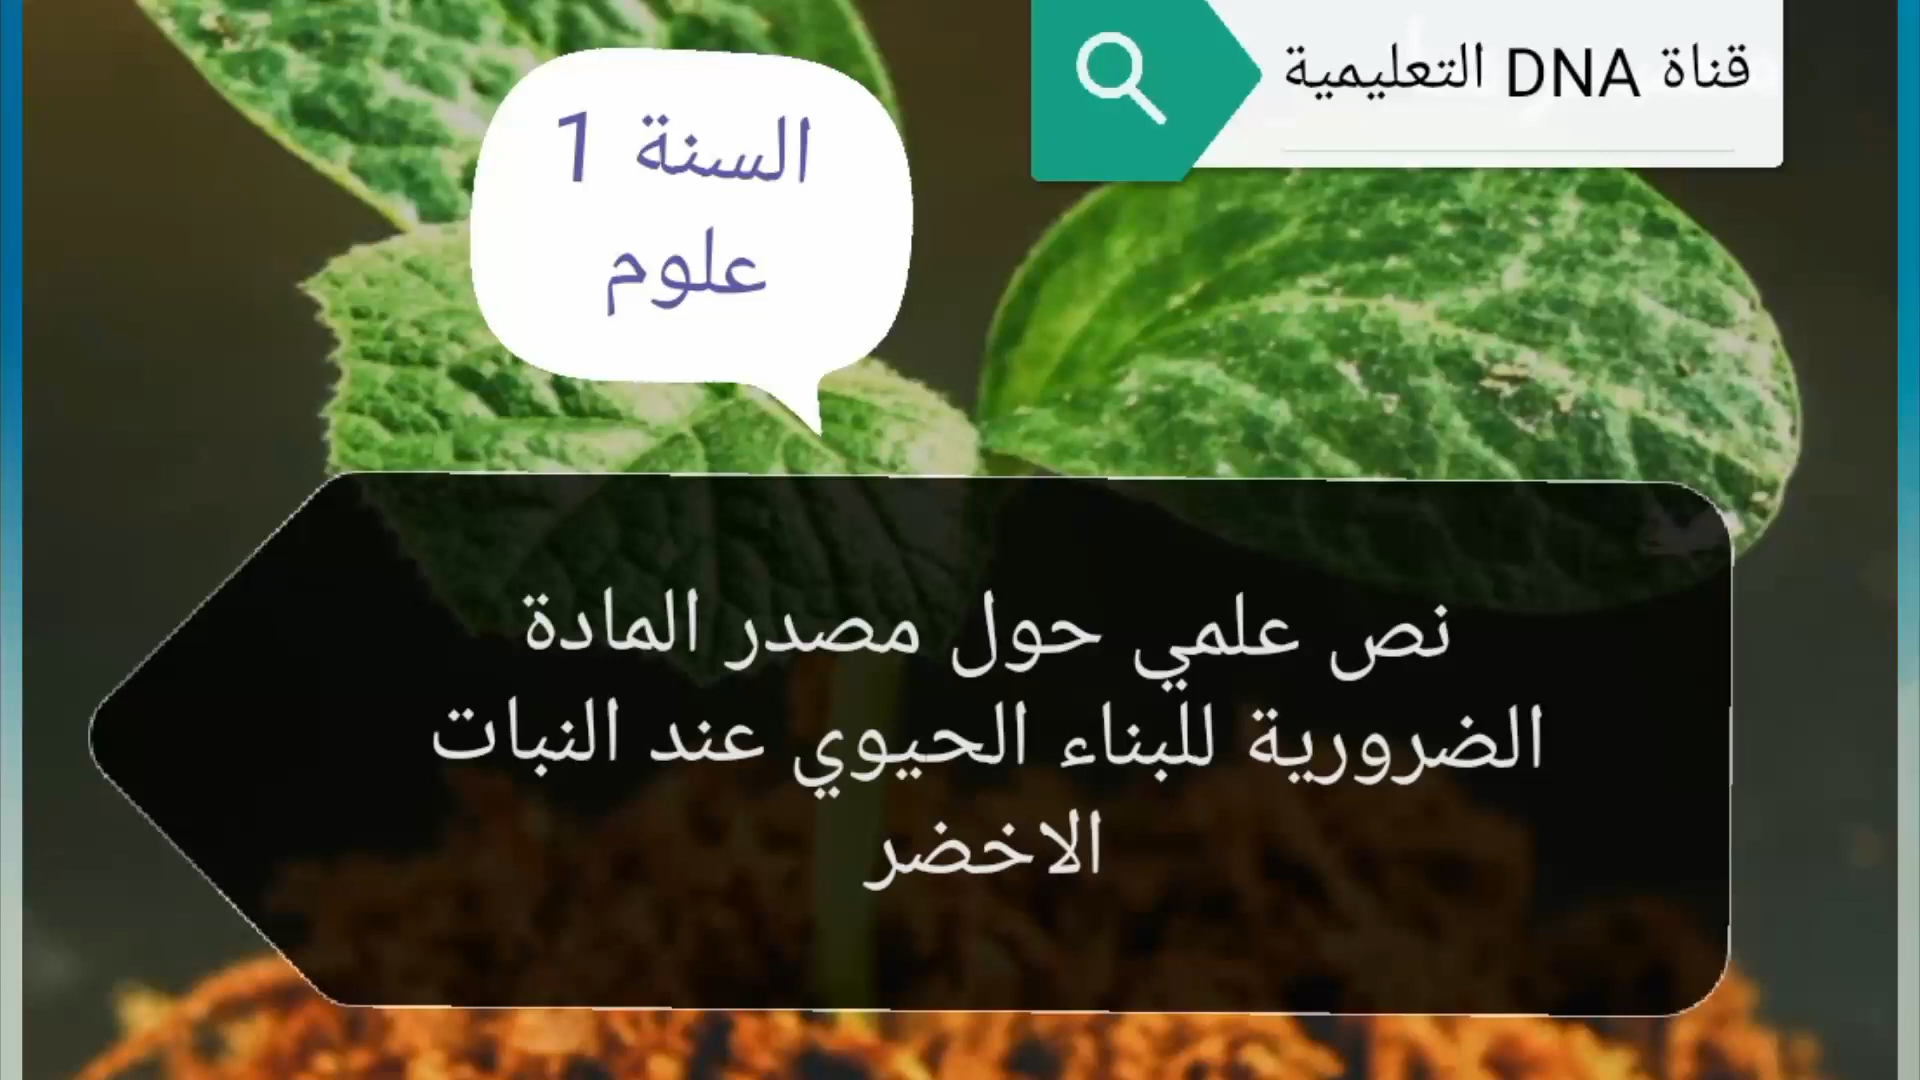 قناة DNA التعليمية
السنة 1
علوم
نص علمي حول مصدر المادة
الضرورية للبناء الحيوي عند النبات
الاخضر